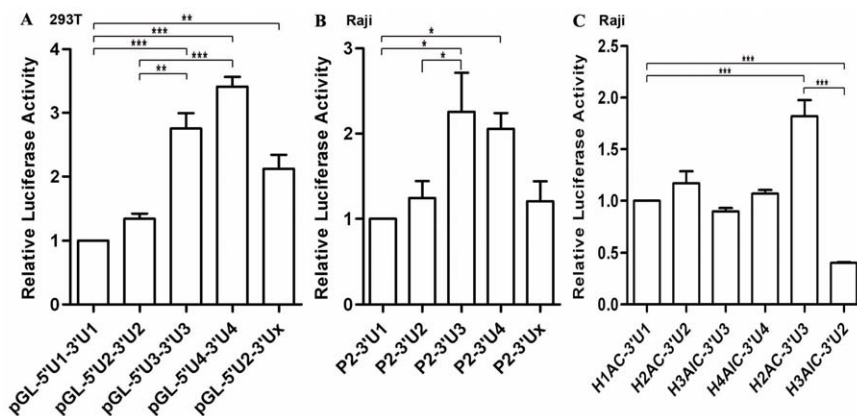 A 293T
Relative Luciferase Activity
5
4
3
2
1
0
**
***
***
***
**
pGL-5'U1-3'U1
pGL-5'U2-3'U2
pGL-5'U3-3'U3
pGL-5'U4-3'U4
pGL-5'U2-3'Ux
B Raji
Relative Luciferase Activity
3
2
1
0
*
*
*
P2-3'U1
P2-3'U2
P2-3'U3
P2-3'U4
P2-3'Ux
C Raji
Relative Luciferase Activity
2.5
2.0
1.5
1.0
0.5
0.0
***
***
***
H1AC-3'U1
H2AC-3'U2
H3AIC-3'U3
H4AIC-3'U4
H2AC-3'U3
H3AIC-3'U2